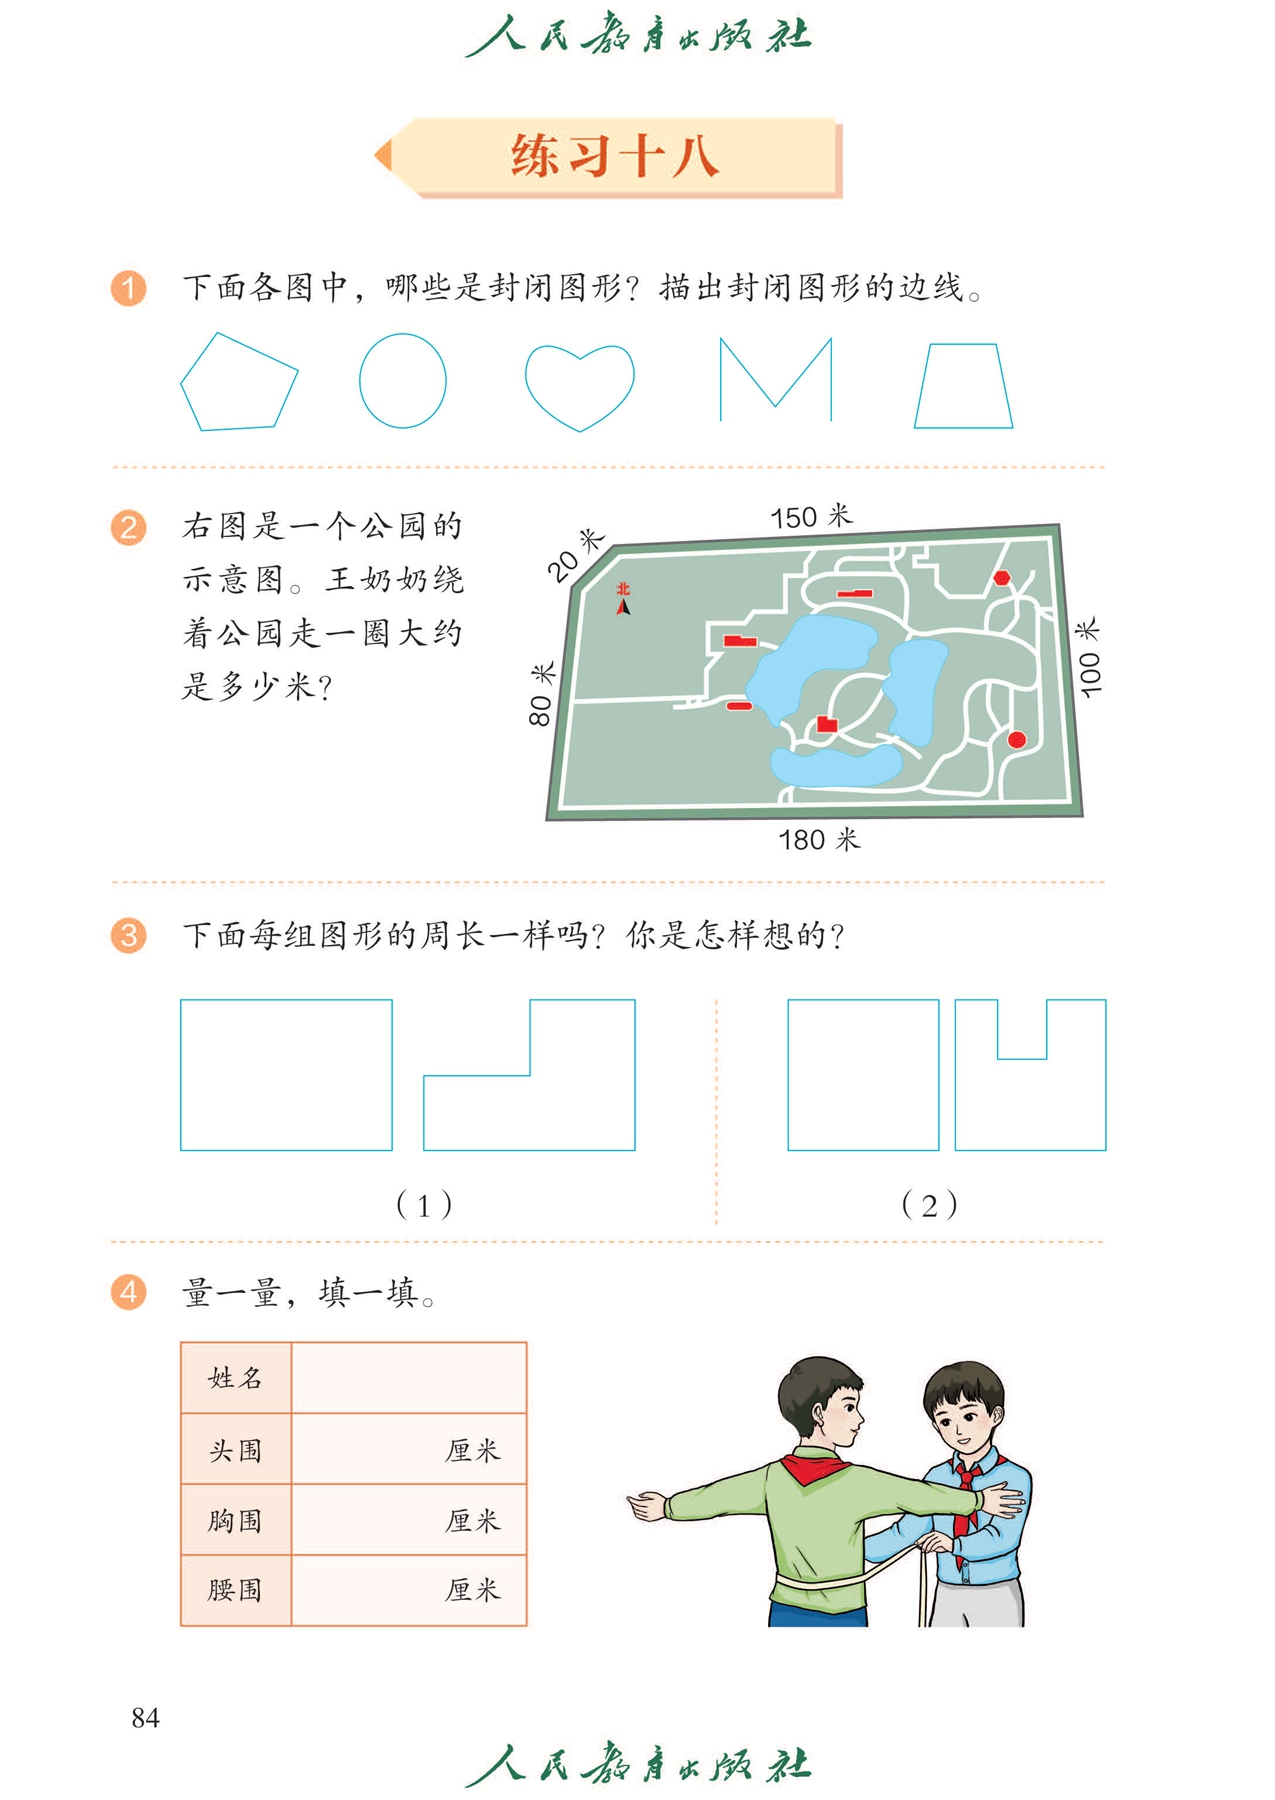 人民教育出版社
练习十八
1 下面各图中，哪些是封闭图形？描出封闭图形的边线。
2 右图是一个公园的
示意图。王奶奶绕
着公园走一圈大约
是多少米？
150 米
20 米
北
80 米
100 米
180 米
3 下面每组图形的周长一样吗？你是怎样想的？
（1）
（2）
4 量一量，填一填。
姓名
头围 厘米
胸围 厘米
腰围 厘米
84
人民教育出版社